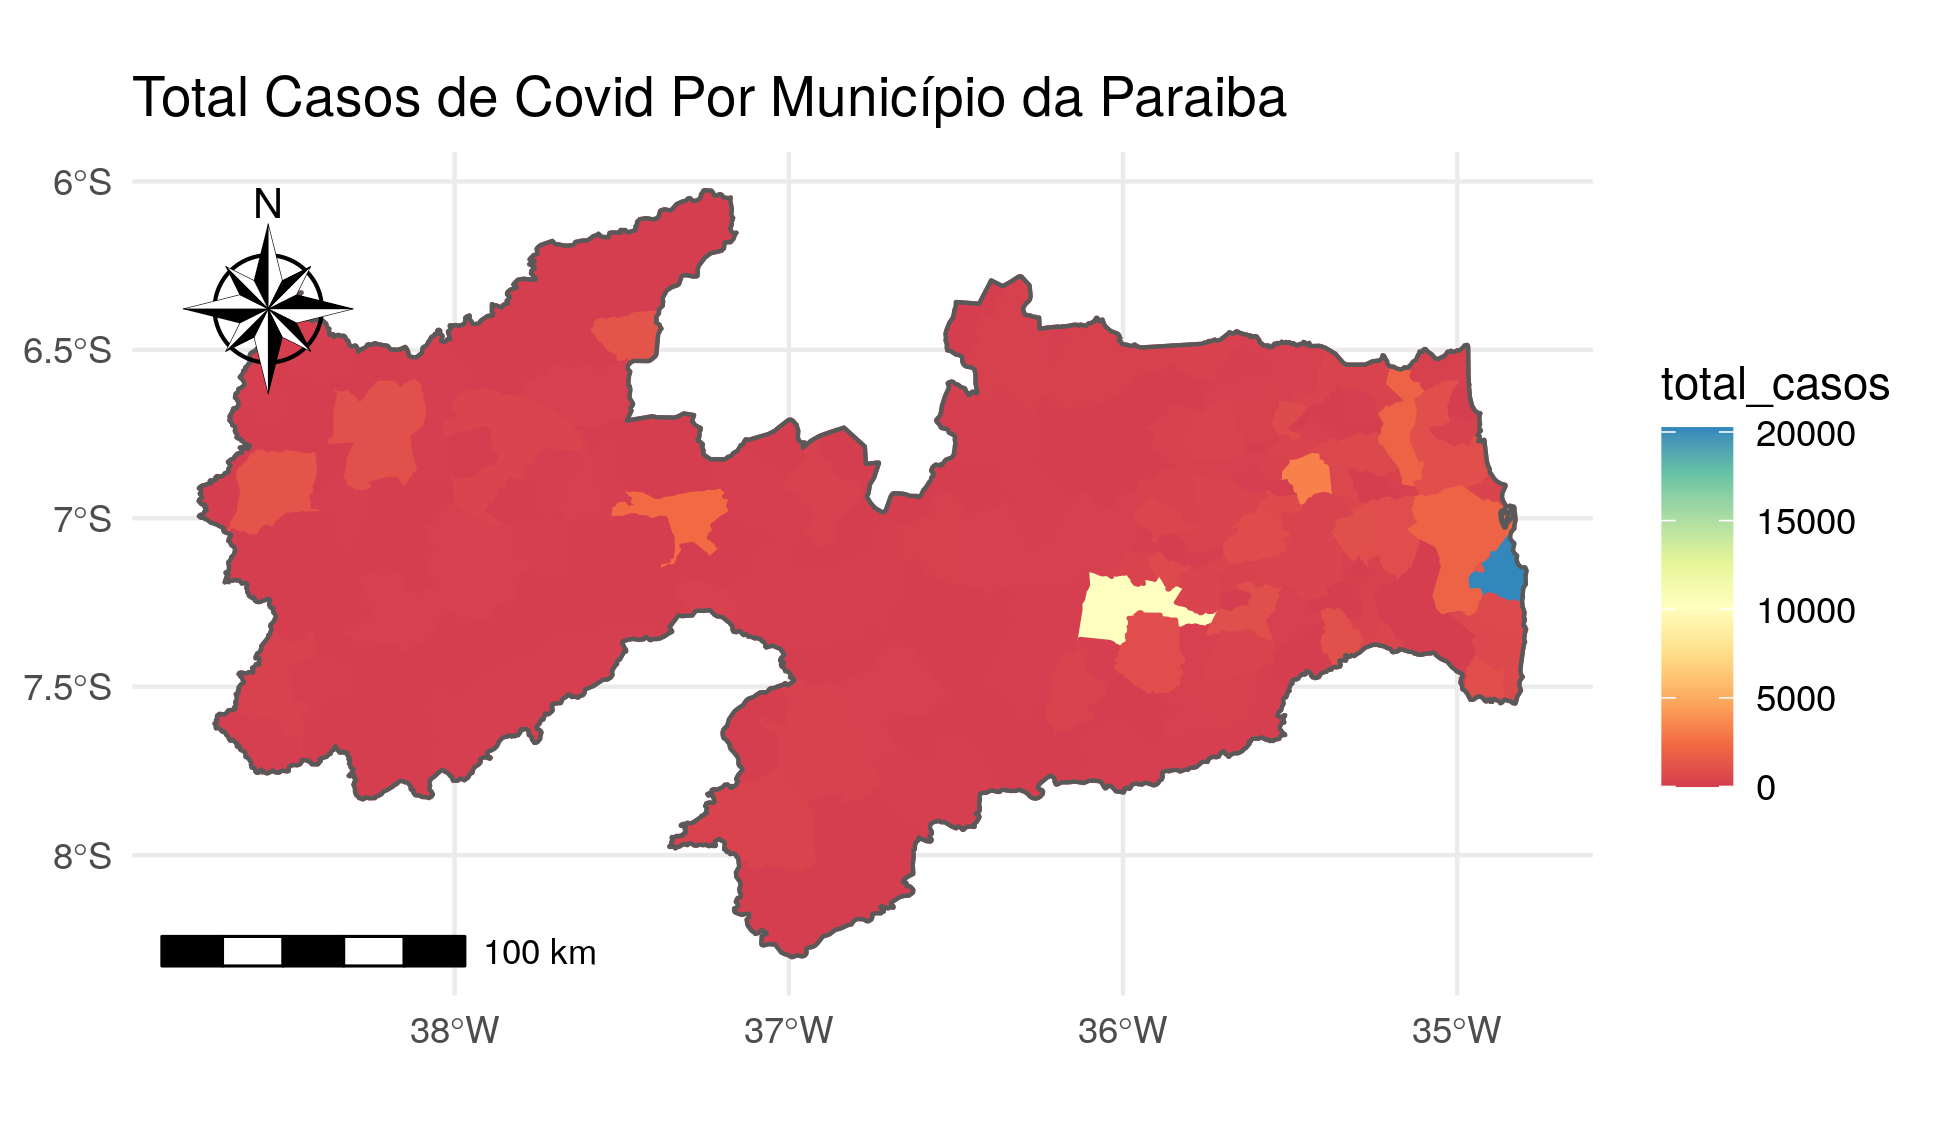 Total Casos de Covid Por Município da Paraiba
6°S
6.5°S
7°S
7.5°S
8°S
N
100 km
38°W
37°W
36°W
35°W
total_casos
20000
15000
10000
5000
0